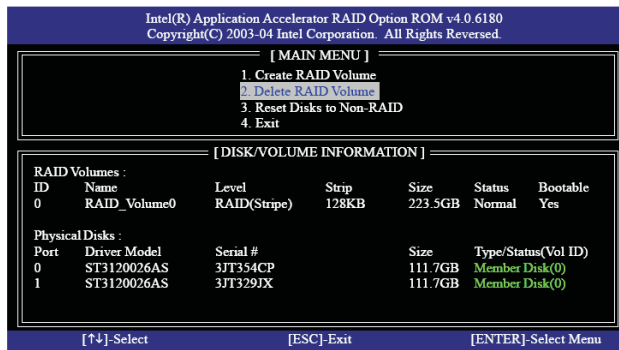 Intel(R) Application Accelerator RAID Option ROM v4.0.6180
Copyright(C) 2003-04 Intel Corporation.  All Rights Reversed.
[ MAIN MENU ]
1. Create RAID Volume
2. Delete RAID Volume
3. Reset Disks to Non-RAID
4. Exit
[ DISK/VOLUME INFORMATION ]
RAID Volumes :
ID Name Level Strip Size Status Bootable
0 RAID_Volume0 RAID(Stripe) 128KB 223.5GB Normal Yes
Physical Disks :
Port Driver Model Serial # Size Type/Status(Vol ID)
0 ST3120026AS 3JT354CP 111.7GB Member Disk(0)
1 ST3120026AS 3JT329JX 111.7GB Member Disk(0)
[↑↓]-Select [ESC]-Exit [ENTER]-Select Menu